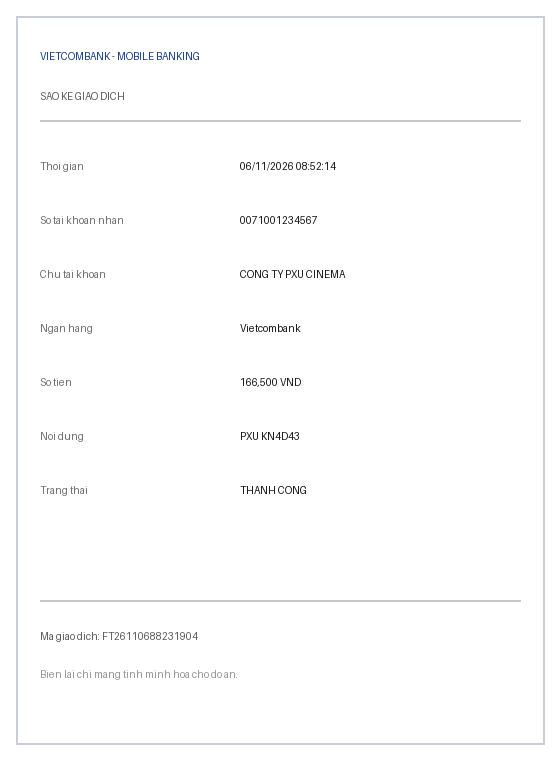 VIETCOMBANK - MOBILE BANKING
SAO KE GIAO DICH
Thoi gian 06/11/2026 08:52:14
So tai khoan nhan 0071001234567
Chu tai khoan CONG TY PXU CINEMA
Ngan hang Vietcombank
So tien 166,500 VND
Noi dung PXU KN4D43
Trang thai THANH CONG
Ma giao dich: FT26110688231904
Bien lai chi mang tinh minh hoa cho do an.